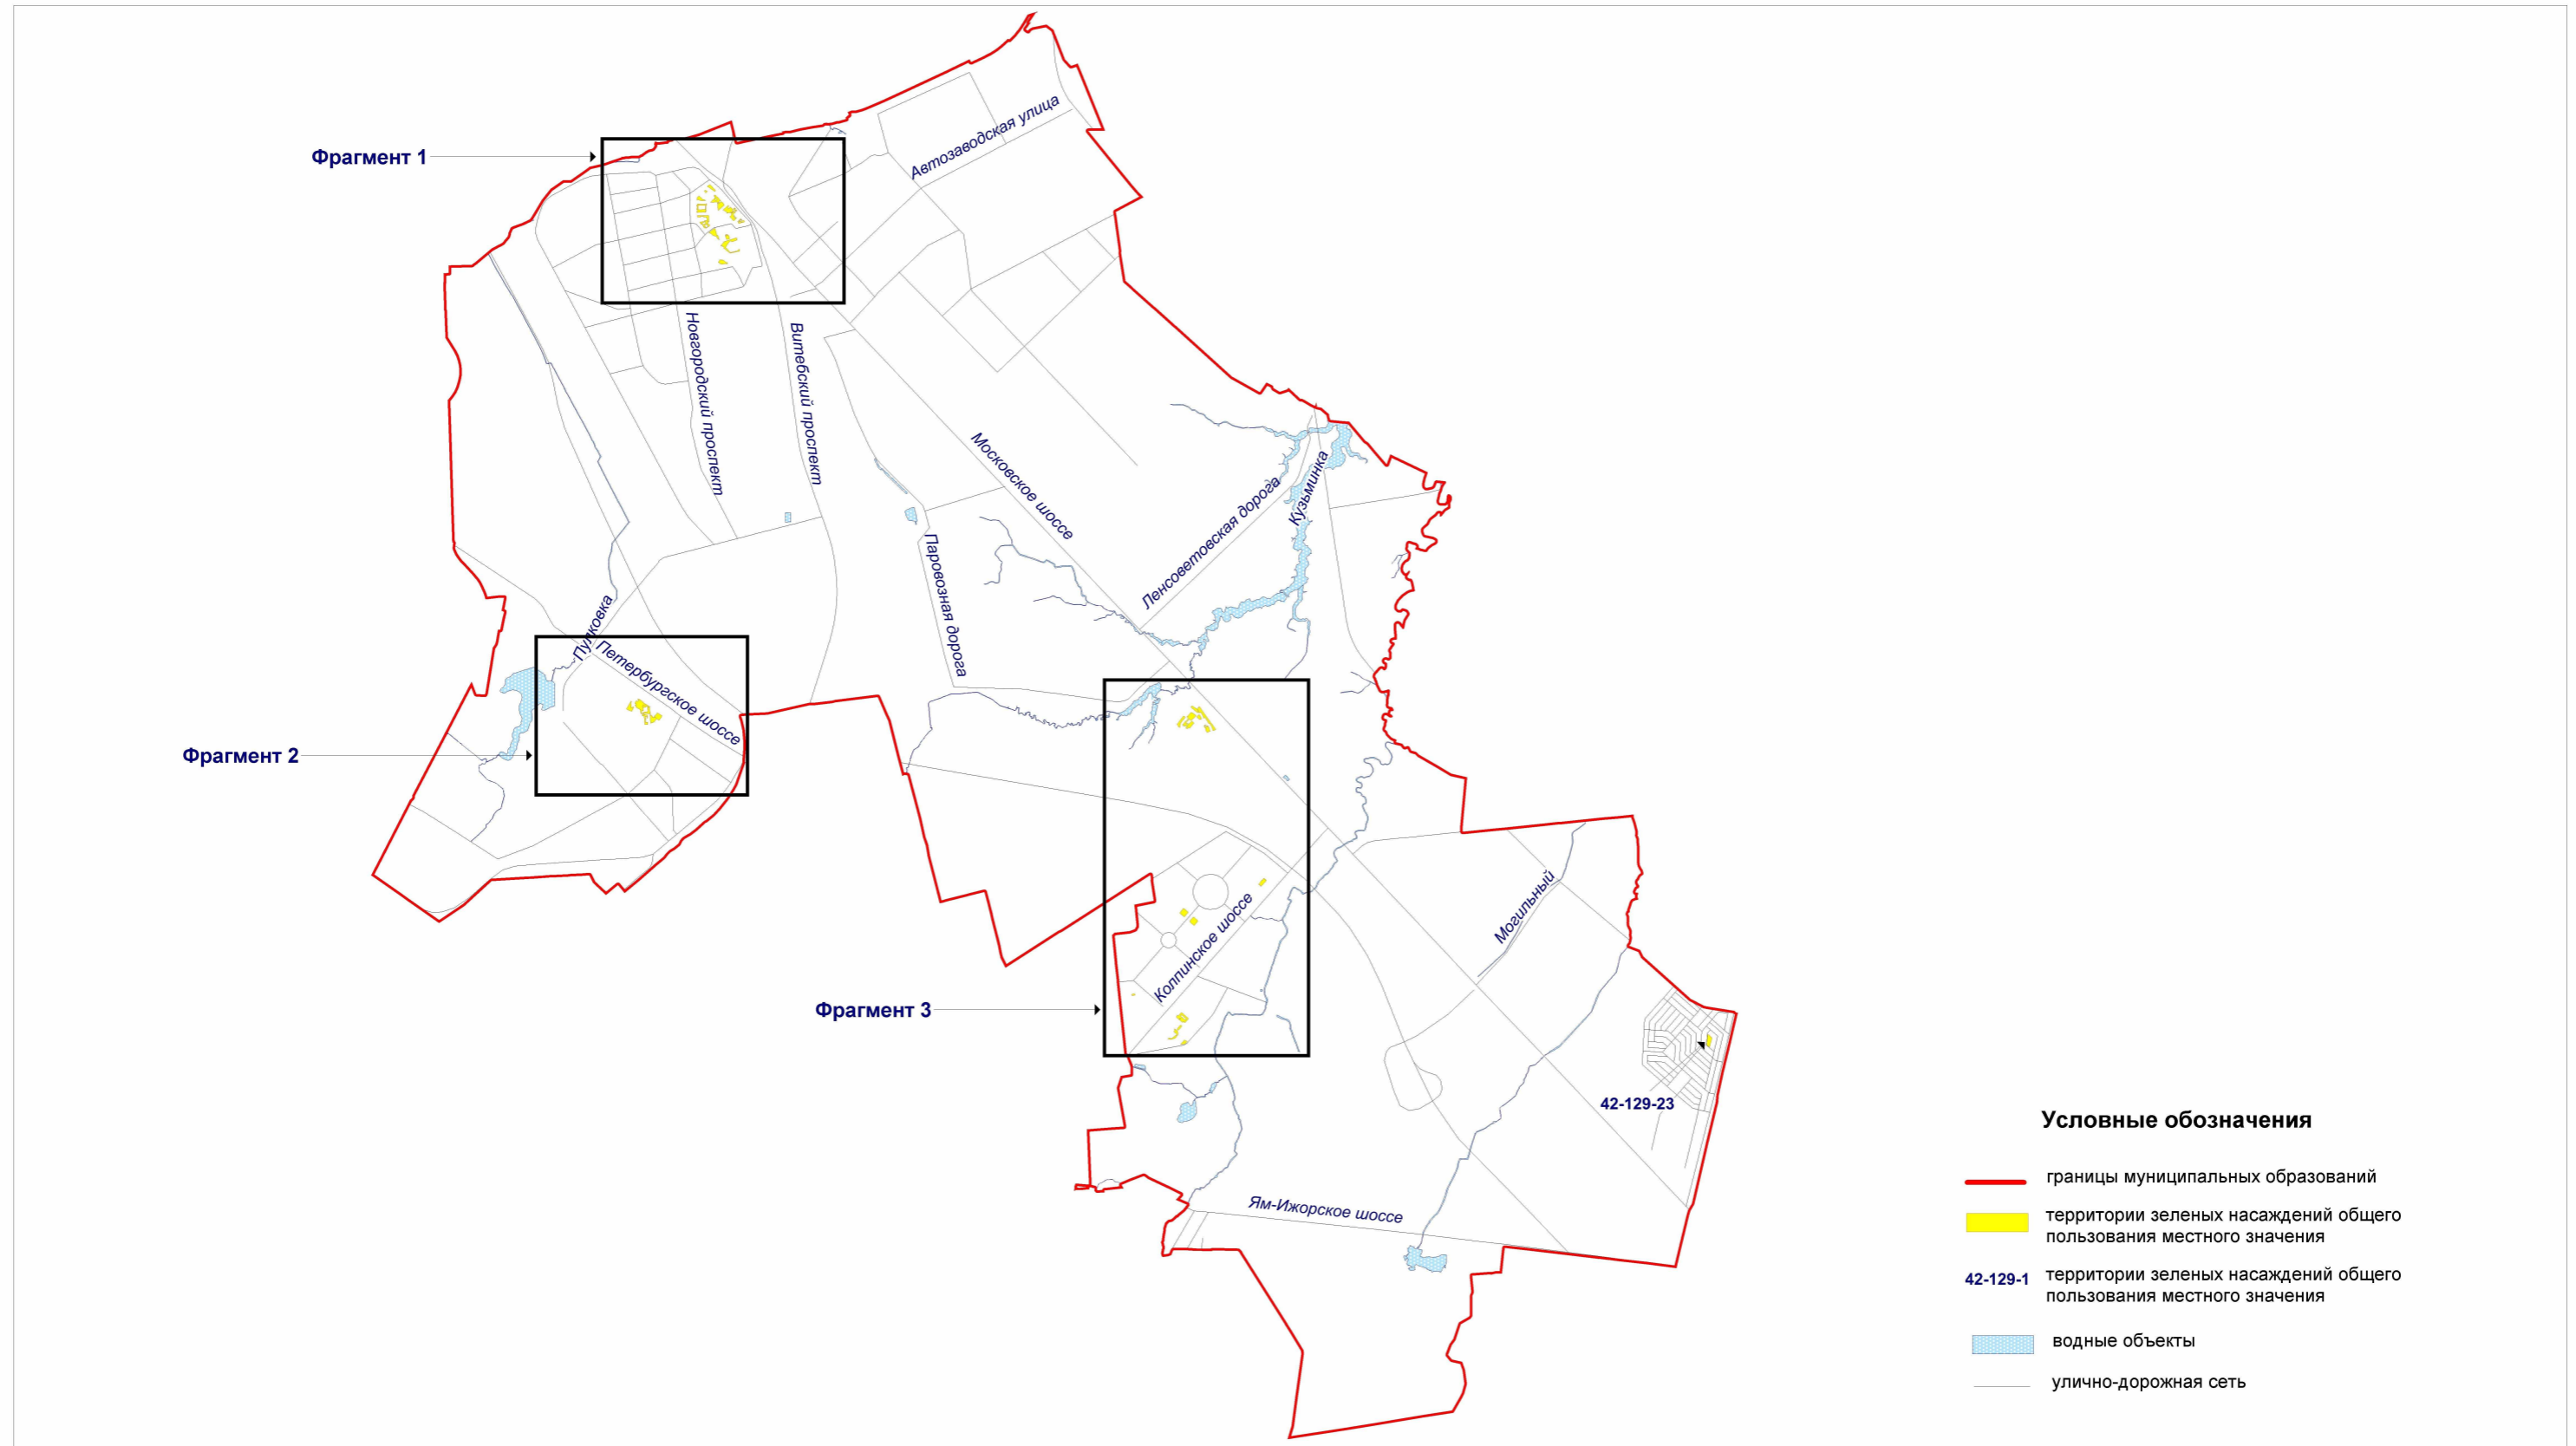 Фрагмент 1
Автозаводская улица
Новгородский проспект
Витебский проспект
Московское шоссе
Ленсоветовская дорога
Кузьминка
Паровозная дорога
Пулковка
Петербургское шоссе
Фрагмент 2
Могильный
Колпинское шоссе
Фрагмент 3
42-129-23
Ям-Ижорское шоссе
Условные обозначения
границы муниципальных образований
территории зеленых насаждений общего
пользования местного значения
42-129-1
территории зеленых насаждений общего
пользования местного значения
водные объекты
улично-дорожная сеть